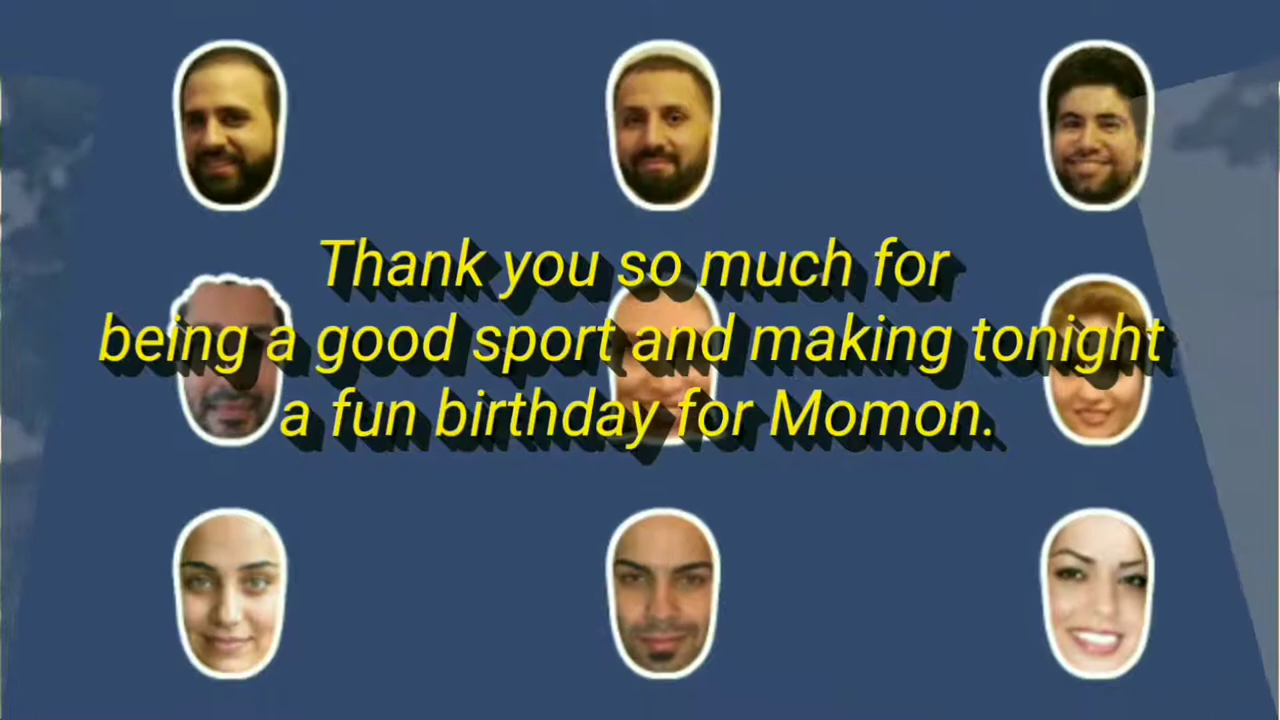 Thank you so much for
being a good sport and making tonight
a fun birthday for Momon.